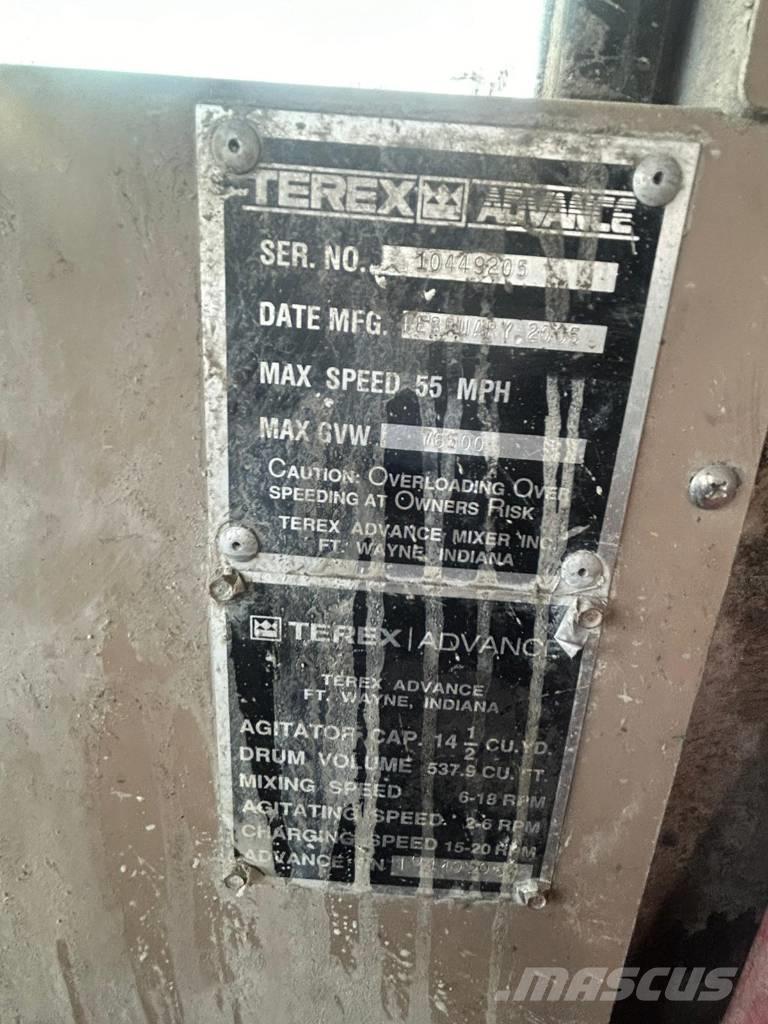 TEREX ADVANCE
SER. NO. 10449205
DATE MFG. FEBRUARY, 2005
MAX SPEED 55 MPH
MAX GVW 76500
CAUTION: OVERLOADING OVER
SPEEDING AT OWNERS RISK
TEREX ADVANCE MIXER INC
FT. WAYNE, INDIANA
TEREX | ADVANCE
TEREX ADVANCE
FT. WAYNE, INDIANA
AGITATOR CAP. 14 1/2 CU.YD.
DRUM VOLUME 537.9 CU.FT.
MIXING SPEED 6-18 RPM
AGITATING SPEED. 2-6 RPM
CHARGING SPEED 15-20 RPM
ADVANCE
MASCUS